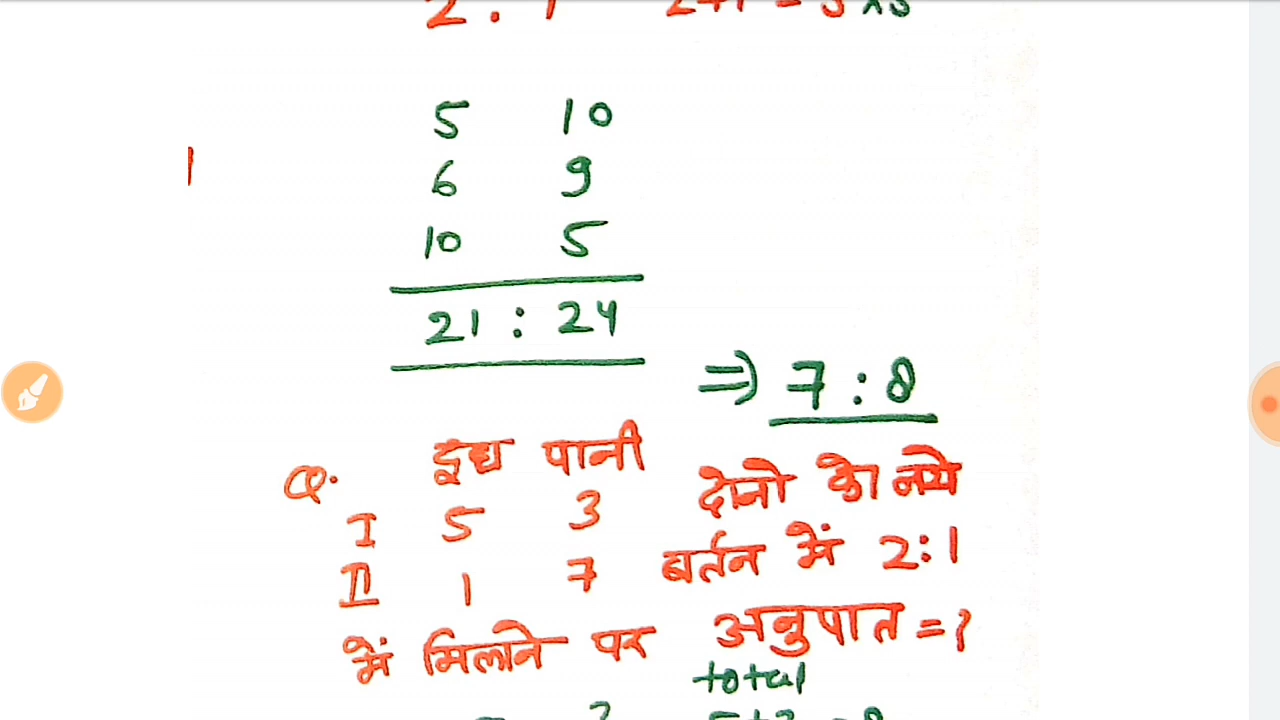 5 10
6 9
10 5
21 : 24
=> 7 : 8
Q. दुध पानी दोनो को नये
I 5 3
II 1 7 बर्तन में 2:1
में मिलाने पर अनुपात = ?
total